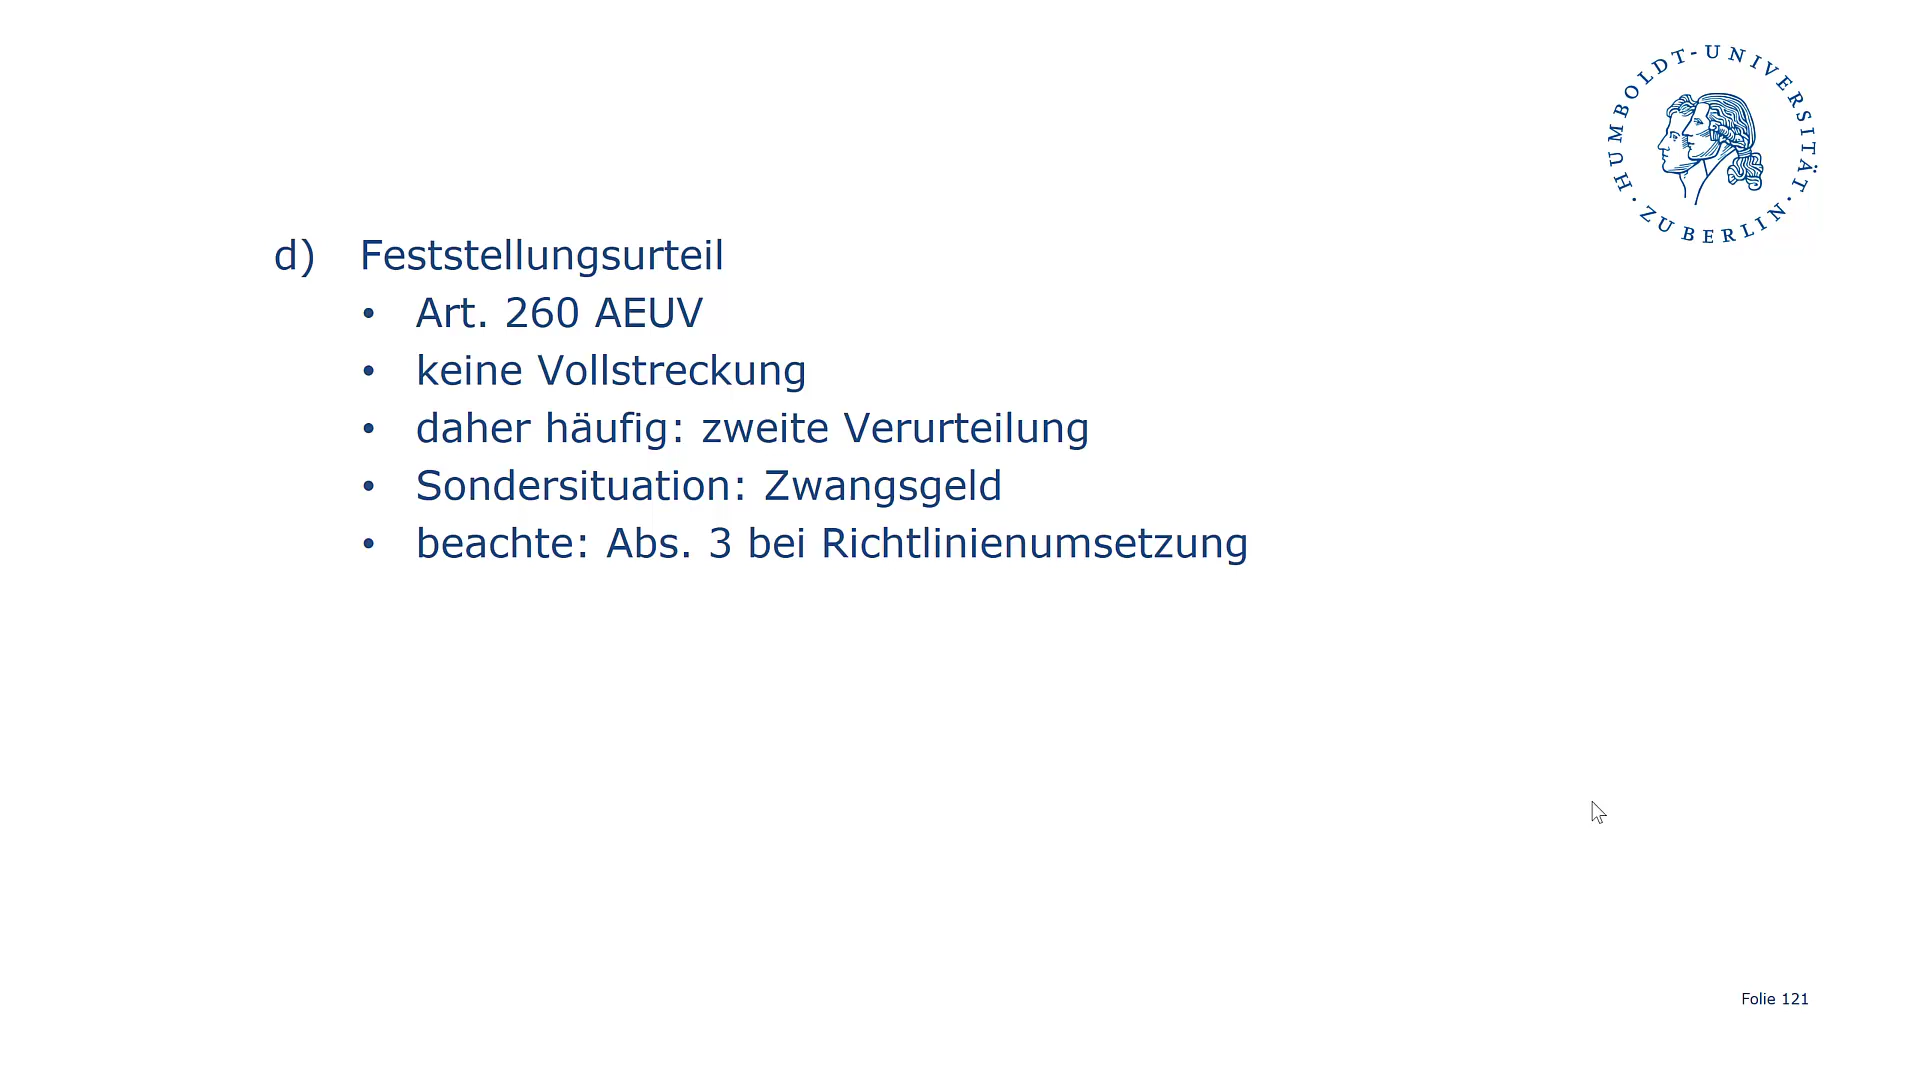 HUMBOLDT-UNIVERSITÄT · ZU BERLIN ·
d) Feststellungsurteil
• Art. 260 AEUV
• keine Vollstreckung
• daher häufig: zweite Verurteilung
• Sondersituation: Zwangsgeld
• beachte: Abs. 3 bei Richtlinienumsetzung
Folie 121